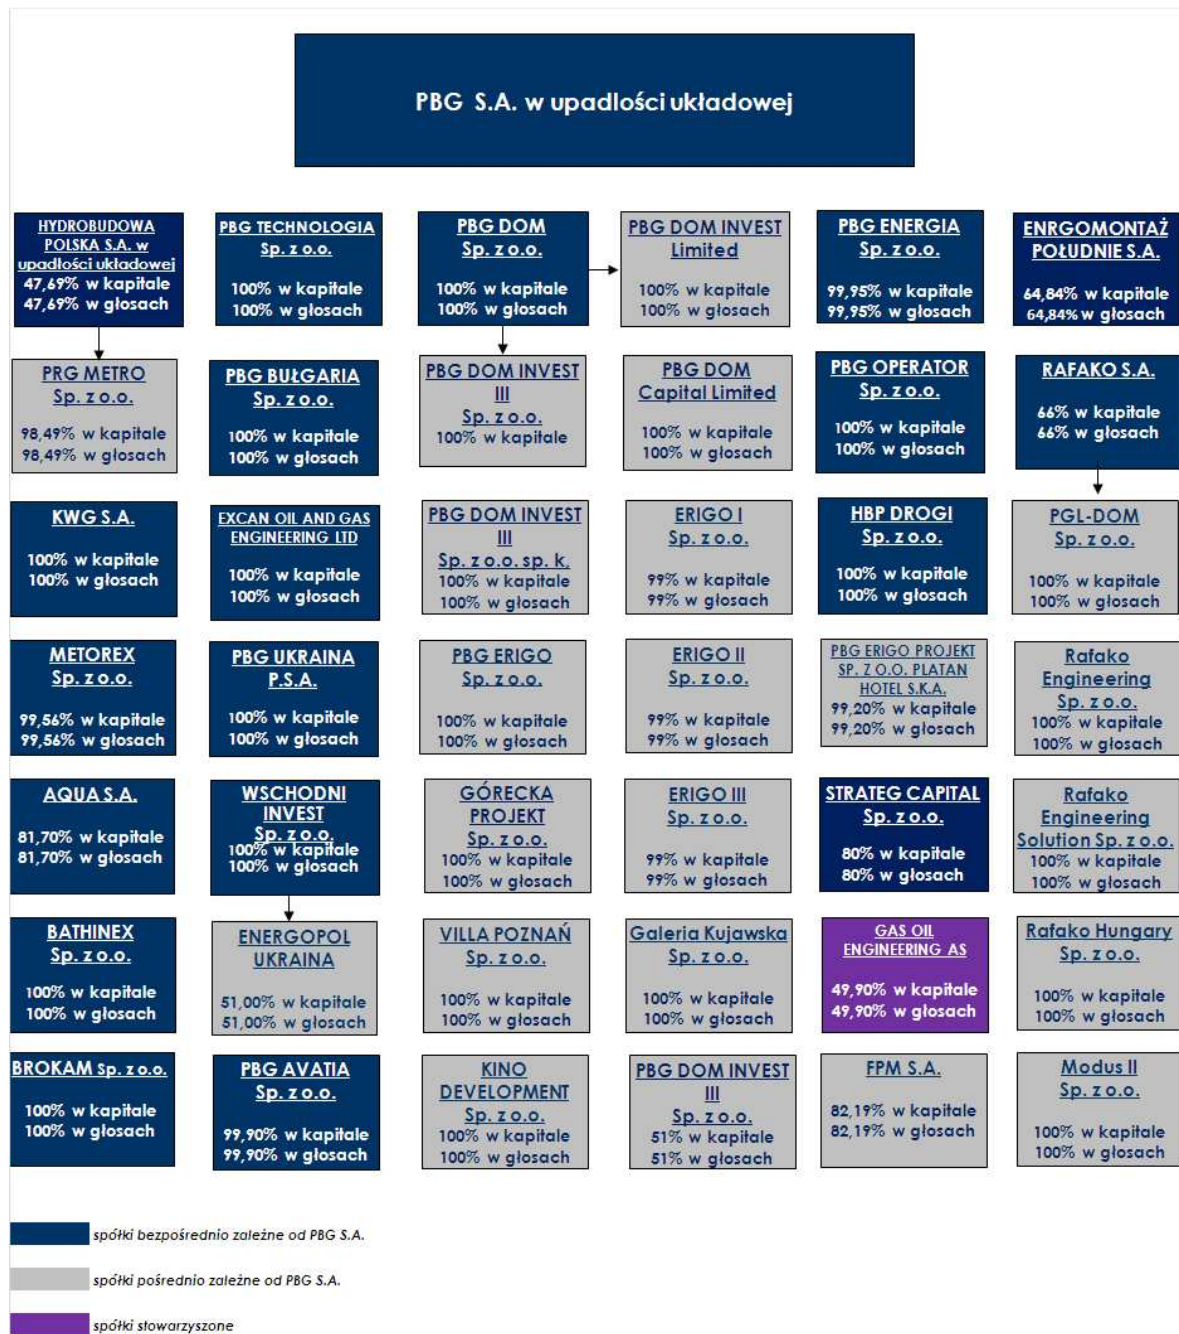 PBG S.A. w upadlości układowej
HYDROBUDOWA
POLSKA S.A. w
upadłości układowej
47,69% w kapitale
47,69% w głosach
PBG TECHNOLOGIA
Sp. z o.o.
100% w kapitale
100% w głosach
PBG DOM
Sp. z o.o.
100% w kapitale
100% w głosach
PBG DOM INVEST
Limited
100% w kapitale
100% w głosach
PBG ENERGIA
Sp. z o.o.
99,95% w kapitale
99,95% w głosach
ENRGOMONTAŻ
POŁUDNIE S.A.
64,84% w kapitale
64,84% w głosach
PRG METRO
Sp. z o.o.
98,49% w kapitale
98,49% w głosach
PBG BUŁGARIA
Sp. z o.o.
100% w kapitale
100% w głosach
PBG DOM INVEST
III
Sp. z o.o.
100% w kapitale
PBG DOM
Capital Limited
100% w kapitale
100% w głosach
PBG OPERATOR
Sp. z o.o.
100% w kapitale
100% w głosach
RAFAKO S.A.
66% w kapitale
66% w głosach
KWG S.A.
100% w kapitale
100% w głosach
EXCAN OIL AND GAS
ENGINEERING LTD
100% w kapitale
100% w głosach
PBG DOM INVEST
III
Sp. z o.o. sp. k.
100% w kapitale
100% w głosach
ERIGO I
Sp. z o.o.
99% w kapitale
99% w głosach
HBP DROGI
Sp. z o.o.
100% w kapitale
100% w głosach
PGL-DOM
Sp. z o.o.
100% w kapitale
100% w głosach
METOREX
Sp. z o.o.
99,56% w kapitale
99,56% w głosach
PBG UKRAINA
P.S.A.
100% w kapitale
100% w głosach
PBG ERIGO
Sp. z o.o.
100% w kapitale
100% w głosach
ERIGO II
Sp. z o.o.
99% w kapitale
99% w głosach
PBG ERIGO PROJEKT
SP. Z O.O. PLATAN
HOTEL S.K.A.
99,20% w kapitale
99,20% w głosach
Rafako
Engineering
Sp. z o.o.
100% w kapitale
100% w głosach
AQUA S.A.
81,70% w kapitale
81,70% w głosach
WSCHODNI
INVEST
Sp. z o.o.
100% w kapitale
100% w głosach
GÓRECKA
PROJEKT
Sp. z o.o.
100% w kapitale
100% w głosach
ERIGO III
Sp. z o.o.
99% w kapitale
99% w głosach
STRATEG CAPITAL
Sp. z o.o.
80% w kapitale
80% w głosach
Rafako
Engineering
Solution Sp. z o.o.
100% w kapitale
100% w głosach
BATHINEX
Sp. z o.o.
100% w kapitale
100% w głosach
ENERGOPOL
UKRAINA
51,00% w kapitale
51,00% w głosach
VILLA POZNAŃ
Sp. z o.o.
100% w kapitale
100% w głosach
Galeria Kujawska
Sp. z o.o.
100% w kapitale
100% w głosach
GAS OIL
ENGINEERING AS
49,90% w kapitale
49,90% w głosach
Rafako Hungary
Sp. z o.o.
100% w kapitale
100% w głosach
BROKAM Sp. z o.o.
100% w kapitale
100% w głosach
PBG AVATIA
Sp. z o.o.
99,90% w kapitale
99,90% w głosach
KINO
DEVELOPMENT
Sp. z o.o.
100% w kapitale
100% w głosach
PBG DOM INVEST
III
Sp. z o.o.
51% w kapitale
51% w głosach
FPM S.A.
82,19% w kapitale
82,19% w głosach
Modus II
Sp. z o.o.
100% w kapitale
100% w głosach
spółki bezpośrednio zależne od PBG S.A.
spółki pośrednio zależne od PBG S.A.
spółki stowarzyszone